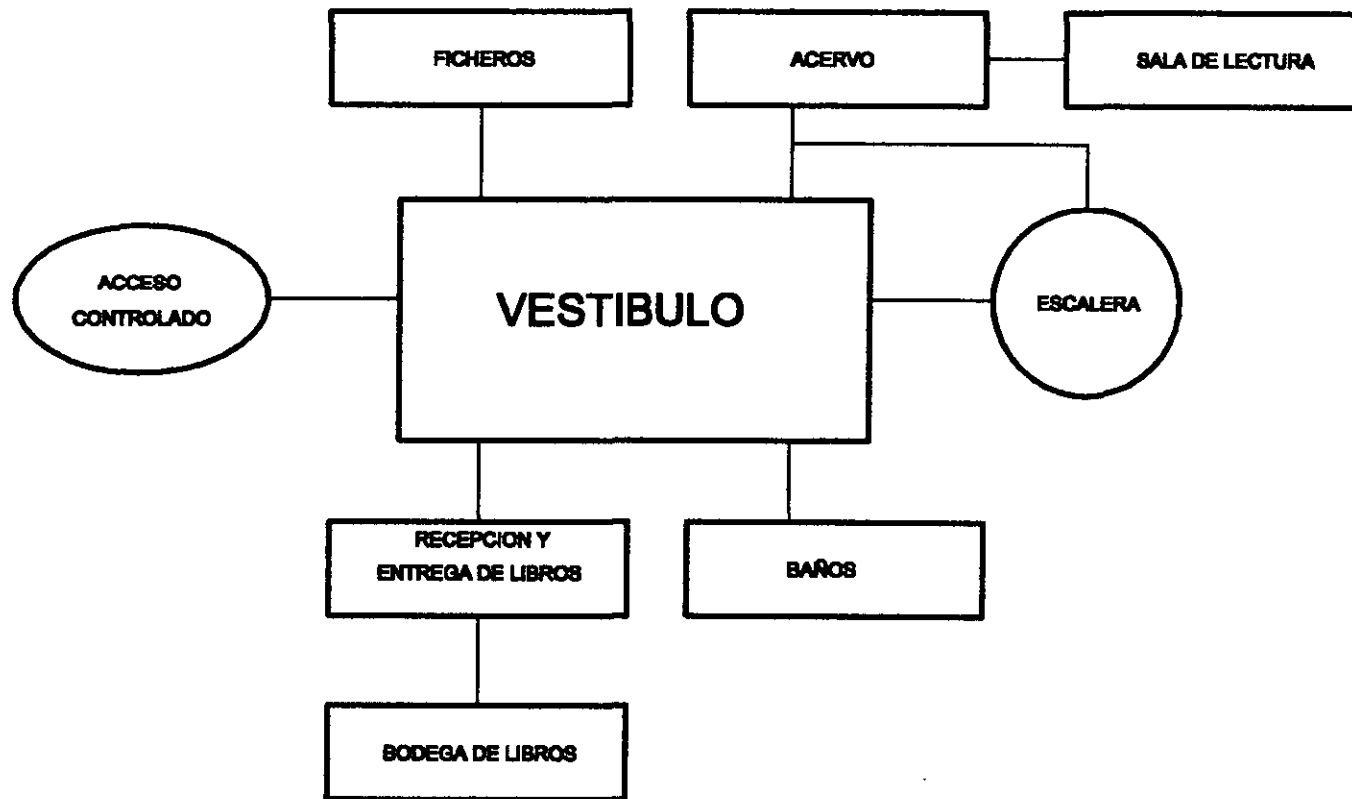 FICHEROS
ACERVO
SALA DE LECTURA
ACCESO
CONTROLADO
VESTIBULO
ESCALERA
RECEPCION Y
ENTREGA DE LIBROS
BAÑOS
BODEGA DE LIBROS